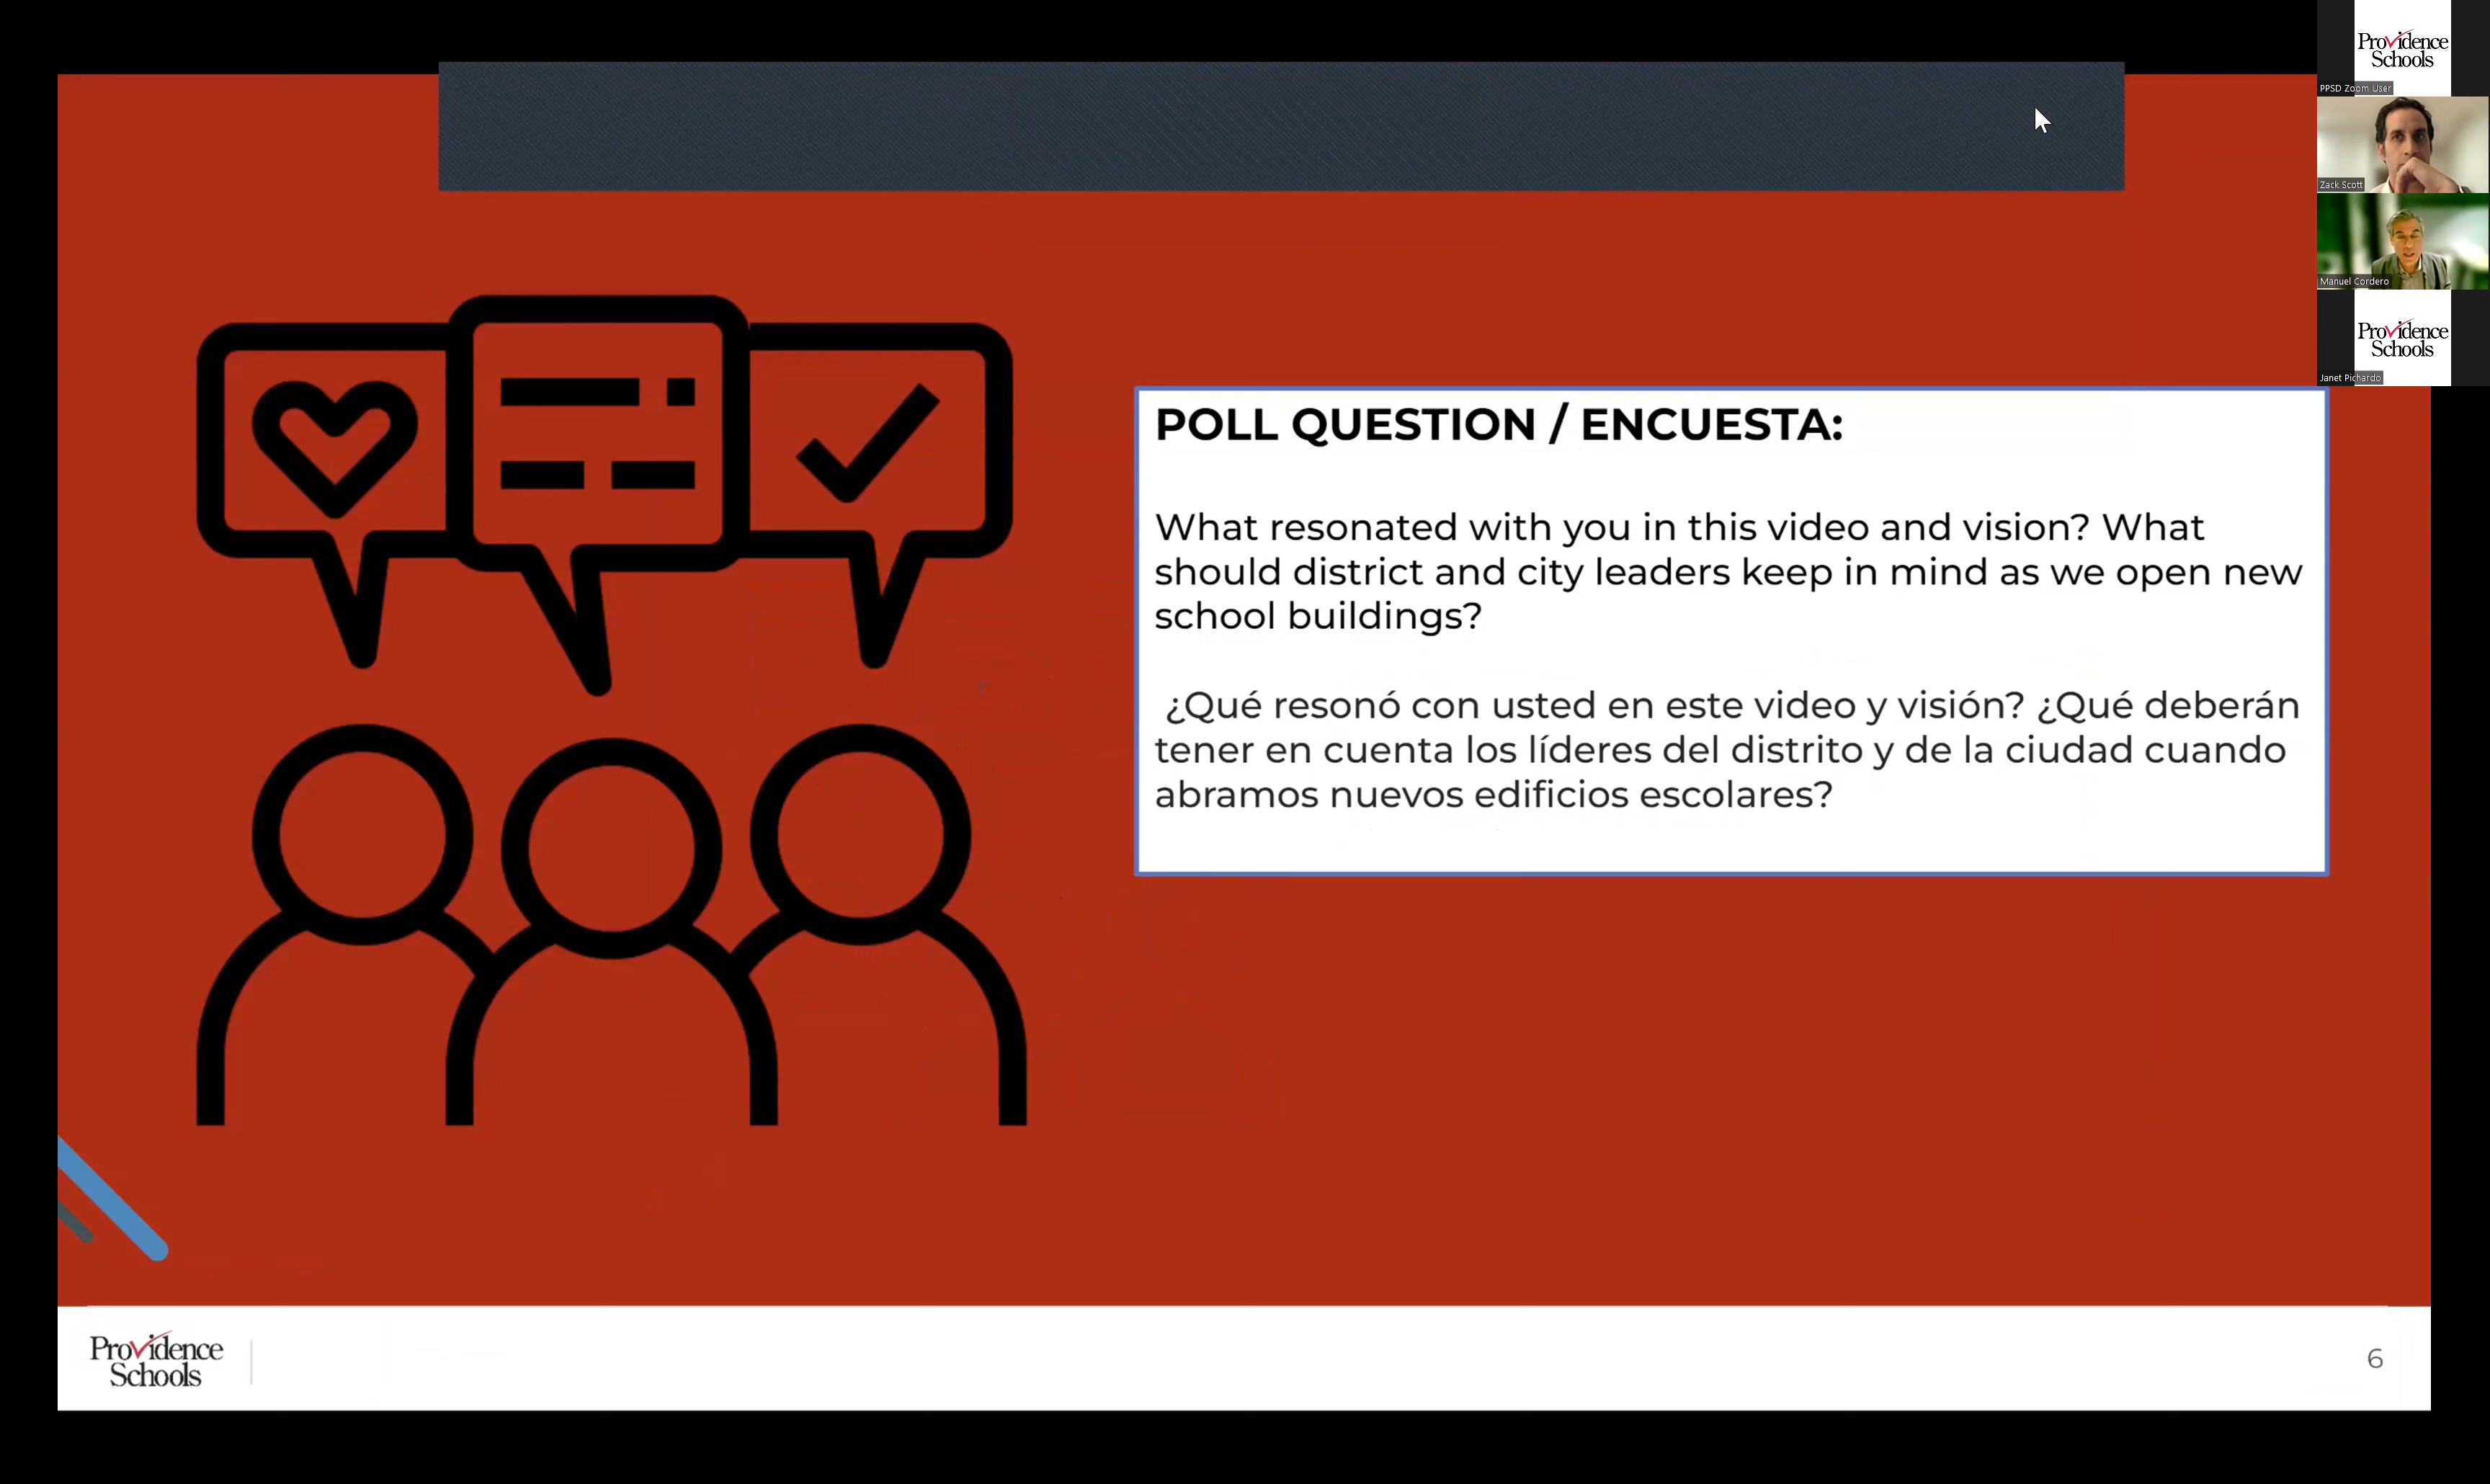 Providence
Schools
PPSD Zoom User
Zack Scott
Manuel Cordero
Providence
Schools
Janet Pichardo
POLL QUESTION / ENCUESTA:
What resonated with you in this video and vision? What
should district and city leaders keep in mind as we open new
school buildings?
¿Qué resonó con usted en este video y visión? ¿Qué deberán
tener en cuenta los líderes del distrito y de la ciudad cuando
abramos nuevos edificios escolares?
Providence
Schools
6